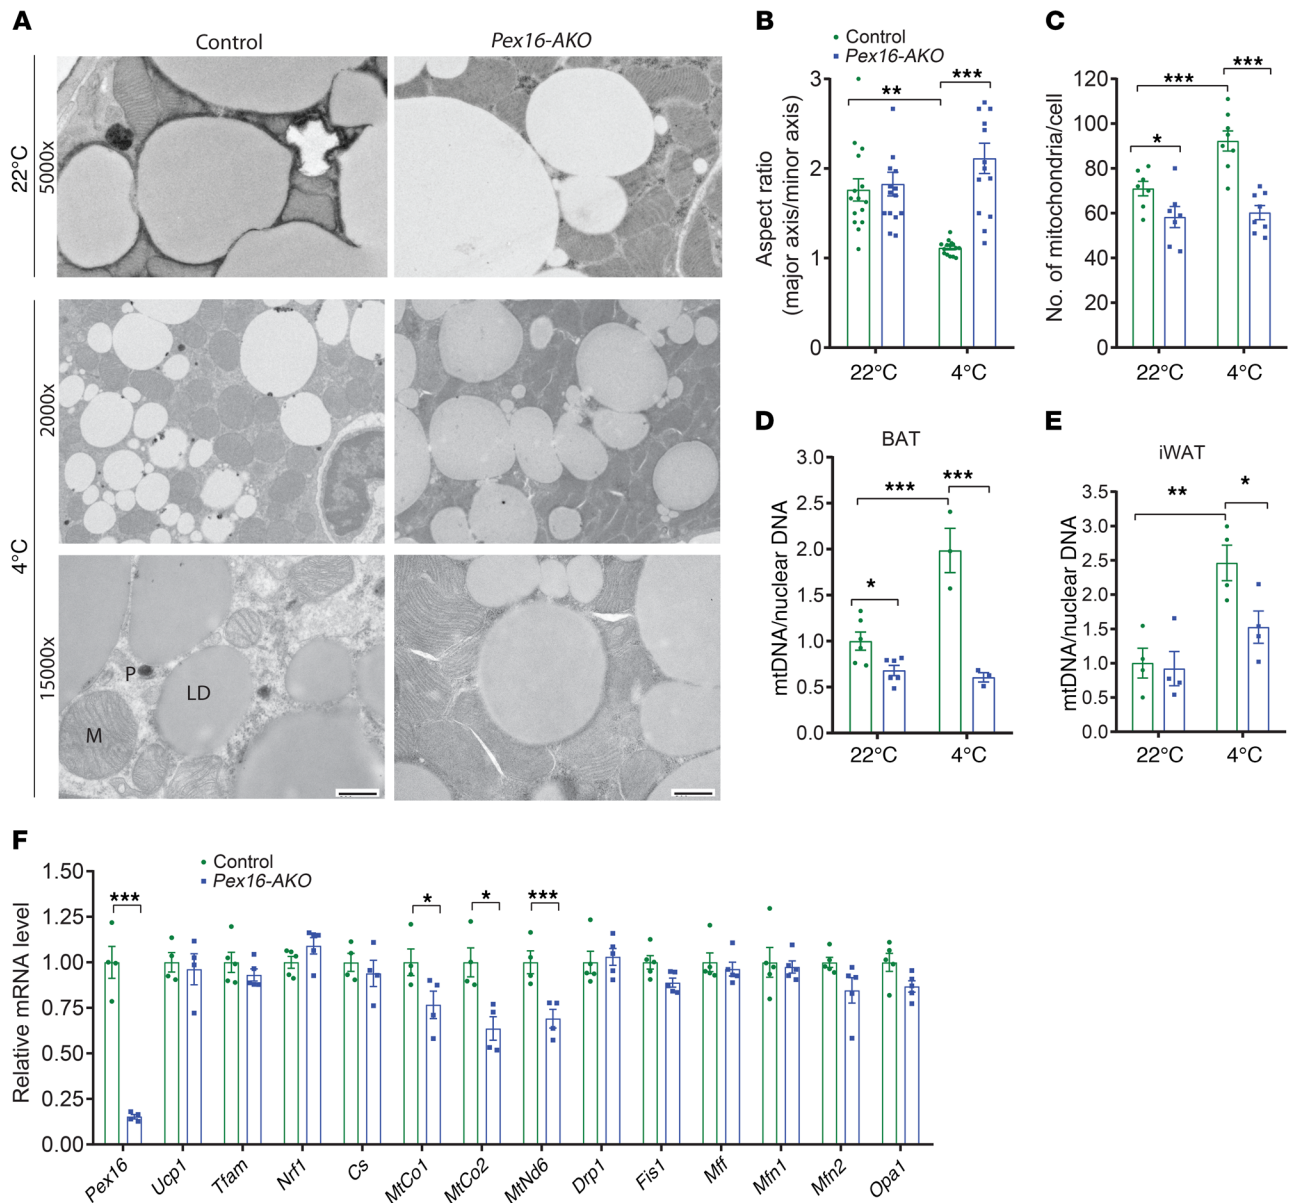 A
Control
Pex16-AKO
22°C
5000x
4°C
2000x
15000x
P
LD
M
B
Control
Pex16-AKO
Aspect ratio
(major axis/minor axis)
3
2
1
0
**
***
22°C
4°C
C
No. of mitochondria/cell
120
100
80
60
40
20
0
*
***
***
22°C
4°C
D
BAT
mtDNA/nuclear DNA
3.0
2.5
2.0
1.5
1.0
0.5
0.0
*
***
***
22°C
4°C
E
iWAT
mtDNA/nuclear DNA
3.5
3.0
2.5
2.0
1.5
1.0
0.5
0.0
**
*
22°C
4°C
F
Control
Pex16-AKO
Relative mRNA level
1.50
1.25
1.00
0.75
0.50
0.25
0.00
***
*
*
***
Pex16
Ucp1
Tfam
Nrf1
Cs
MtCo1
MtCo2
MtNd6
Drp1
Fis1
Mff
Mfn1
Mfn2
Opa1